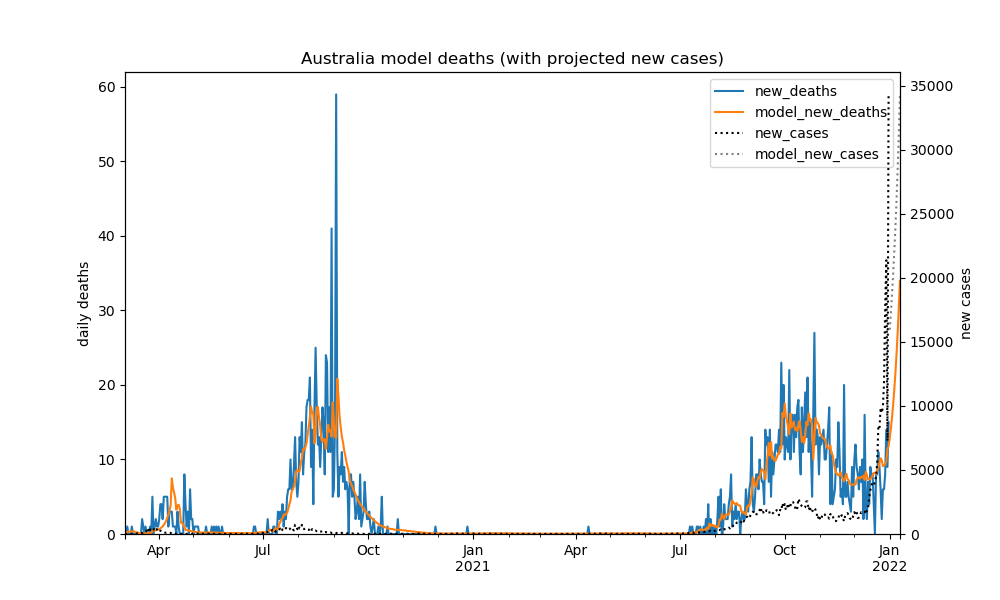 Australia model deaths (with projected new cases)
60
50
40
30
20
10
0
daily deaths
35000
30000
25000
20000
15000
10000
5000
0
new cases
new_deaths
model_new_deaths
new_cases
model_new_cases
Apr
Jul
Oct
Jan
2021
Apr
Jul
Oct
Jan
2022